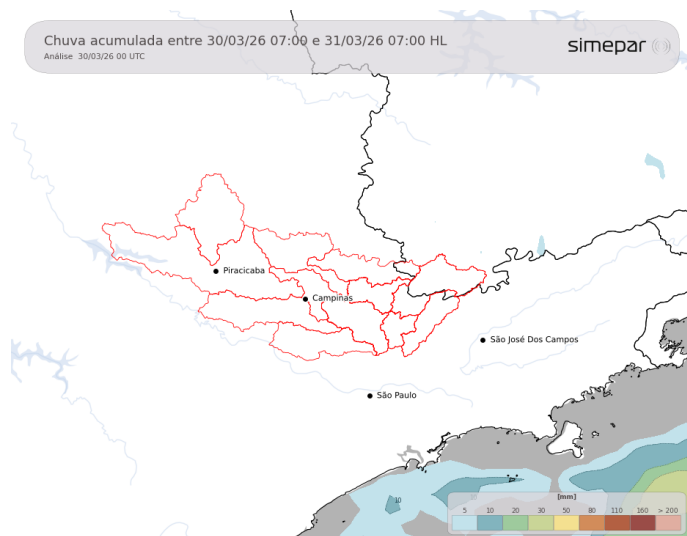 Chuva acumulada entre 30/03/26 07:00 e 31/03/26 07:00 HL
Análise 30/03/26 00 UTC
simepar
Piracicaba
Campinas
São José Dos Campos
São Paulo
10
[mm]
5 10 20 30 50 80 110 160 > 200